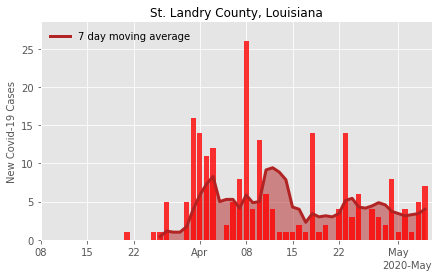 St. Landry County, Louisiana
7 day moving average
New Covid-19 Cases
25
20
15
10
5
0
08
15
22
Apr
08
15
22
May
2020-May